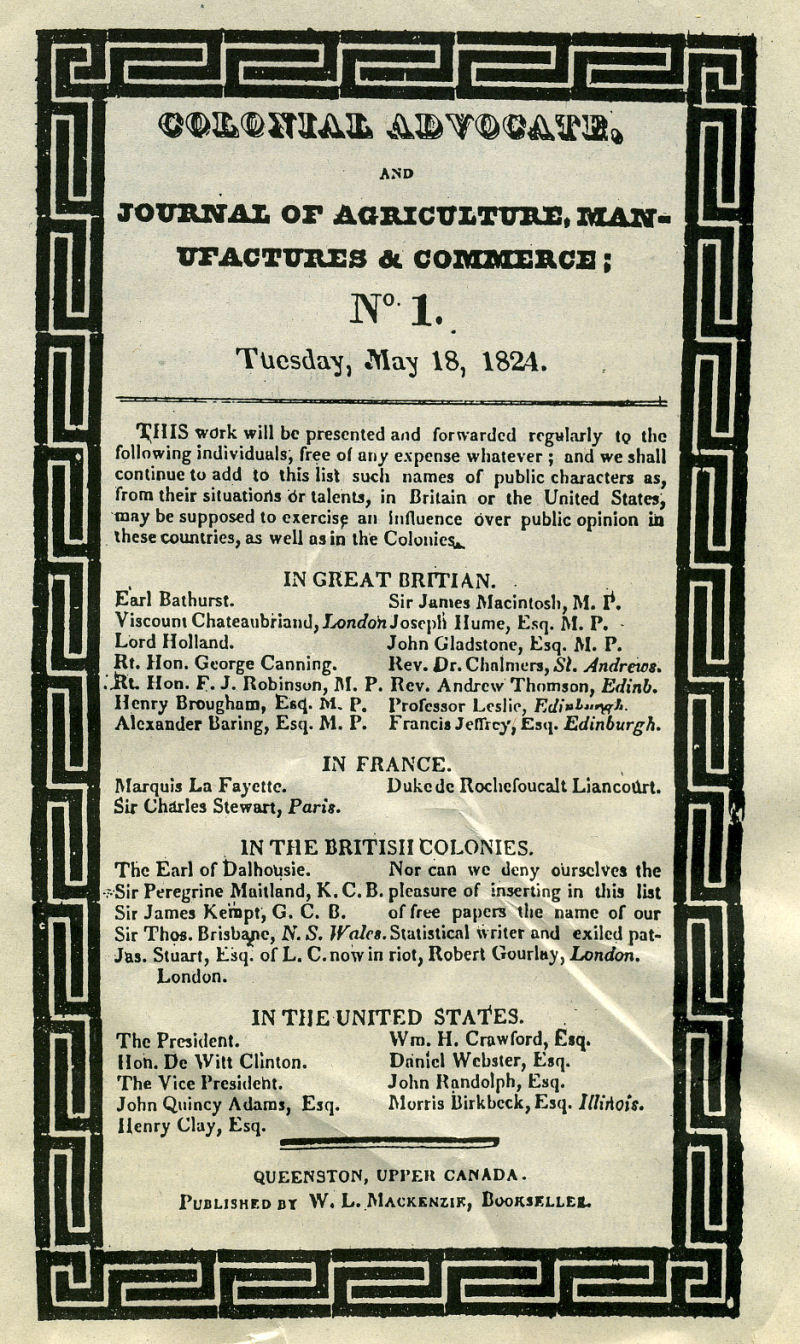 COLONIAL ADVOCATE,
AND
JOURNAL OF AGRICULTURE, MAN-
UFACTURES & COMMERCE;
No. 1.
Tuesday, May 18, 1824.
THIS work will be presented and forwarded regularly to the
following individuals, free of any expense whatever; and we shall
continue to add to this list such names of public characters as,
from their situations or talents, in Britain or the United States,
may be supposed to exercise an influence over public opinion in
these countries, as well as in the Colonies.
IN GREAT BRITIAN.
Earl Bathurst.
Viscount Chateaubriand, London
Lord Holland.
Rt. Hon. George Canning.
Rt. Hon. F. J. Robinson, M. P.
Henry Brougham, Esq. M. P.
Alexander Baring, Esq. M. P.
Sir James Macintosh, M. P.
Joseph Hume, Esq. M. P.
John Gladstone, Esq. M. P.
Rev. Dr. Chalmers, St. Andrews.
Rev. Andrew Thomson, Edinb.
Professor Leslie, Edinburgh.
Francis Jeffrey, Esq. Edinburgh.
IN FRANCE.
Marquis La Fayette.
Sir Charles Stewart, Paris.
Duke de Rochefoucalt Liancourt.
IN THE BRITISH COLONIES.
The Earl of Dalhousie.
Sir Peregrine Maitland, K. C. B.
Sir James Kempt, G. C. B.
Sir Thos. Brisbane, N. S. Wales.
Jas. Stuart, Esq. of L. C. now in
London.
Nor can we deny ourselves the
pleasure of inserting in this list
of free papers the name of our
Statistical writer and exiled pat-
riot, Robert Gourlay, London.
IN THE UNITED STATES.
The President.
Hon. De Witt Clinton.
The Vice President.
John Quincy Adams, Esq.
Henry Clay, Esq.
Wm. H. Crawford, Esq.
Daniel Webster, Esq.
John Randolph, Esq.
Morris Birkbeck, Esq. Illinois.
QUEENSTON, UPPER CANADA.
PUBLISHED BY W. L. MACKENZIE, BOOKSELLER.